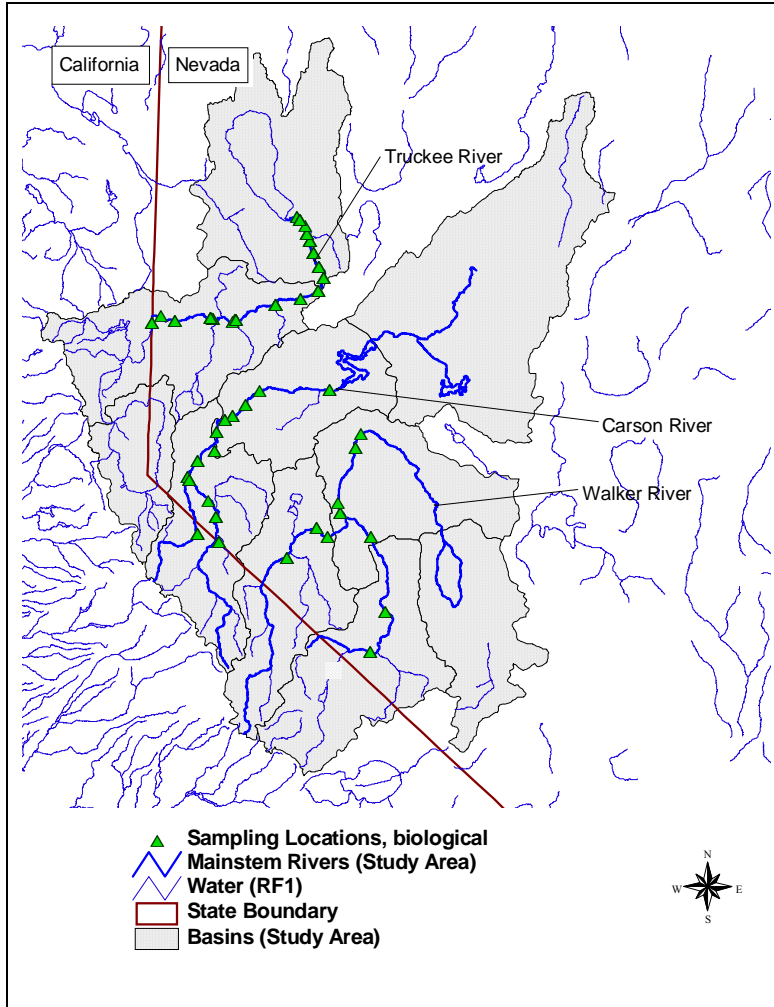 California
Nevada
Truckee River
Carson River
Walker River
Sampling Locations, biological
Mainstem Rivers (Study Area)
Water (RF1)
State Boundary
Basins (Study Area)
N
W
E
S